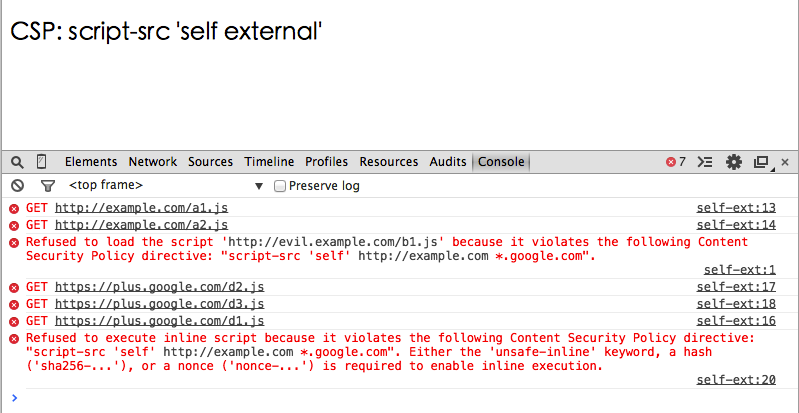 CSP: script-src 'self external'
Elements Network Sources Timeline Profiles Resources Audits Console 7
<top frame> Preserve log
GET http://example.com/a1.js self-ext:13
GET http://example.com/a2.js self-ext:14
Refused to load the script 'http://evil.example.com/b1.js' because it violates the following Content
Security Policy directive: "script-src 'self' http://example.com *.google.com".
self-ext:1
GET https://plus.google.com/d2.js self-ext:17
GET https://plus.google.com/d3.js self-ext:18
GET https://plus.google.com/d1.js self-ext:16
Refused to execute inline script because it violates the following Content Security Policy directive:
"script-src 'self' http://example.com *.google.com". Either the 'unsafe-inline' keyword, a hash
('sha256-...'), or a nonce ('nonce-...') is required to enable inline execution.
self-ext:20